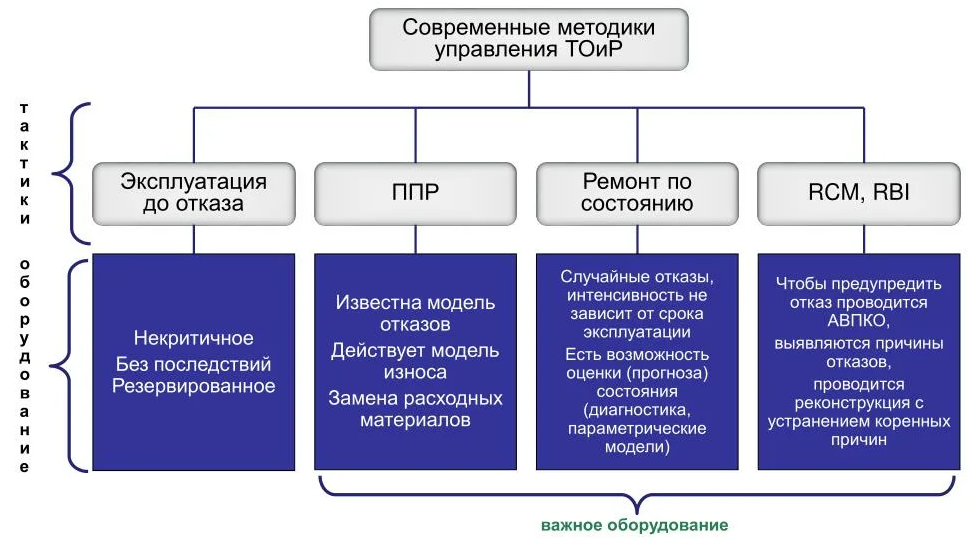 Современные методики
управления ТОиР
тактики
Эксплуатация
до отказа
ППР
Ремонт по
состоянию
RCM, RBI
оборудование
Некритичное
Без последствий
Резервированное
Известна модель
отказов
Действует модель
износа
Замена расходных
материалов
Случайные отказы,
интенсивность не
зависит от срока
эксплуатации
Есть возможность
оценки (прогноза)
состояния
(диагностика,
параметрические
модели)
Чтобы предупредить
отказ проводится
АВПКО,
выявляются причины
отказов,
проводится
реконструкция с
устранением коренных
причин
важное оборудование